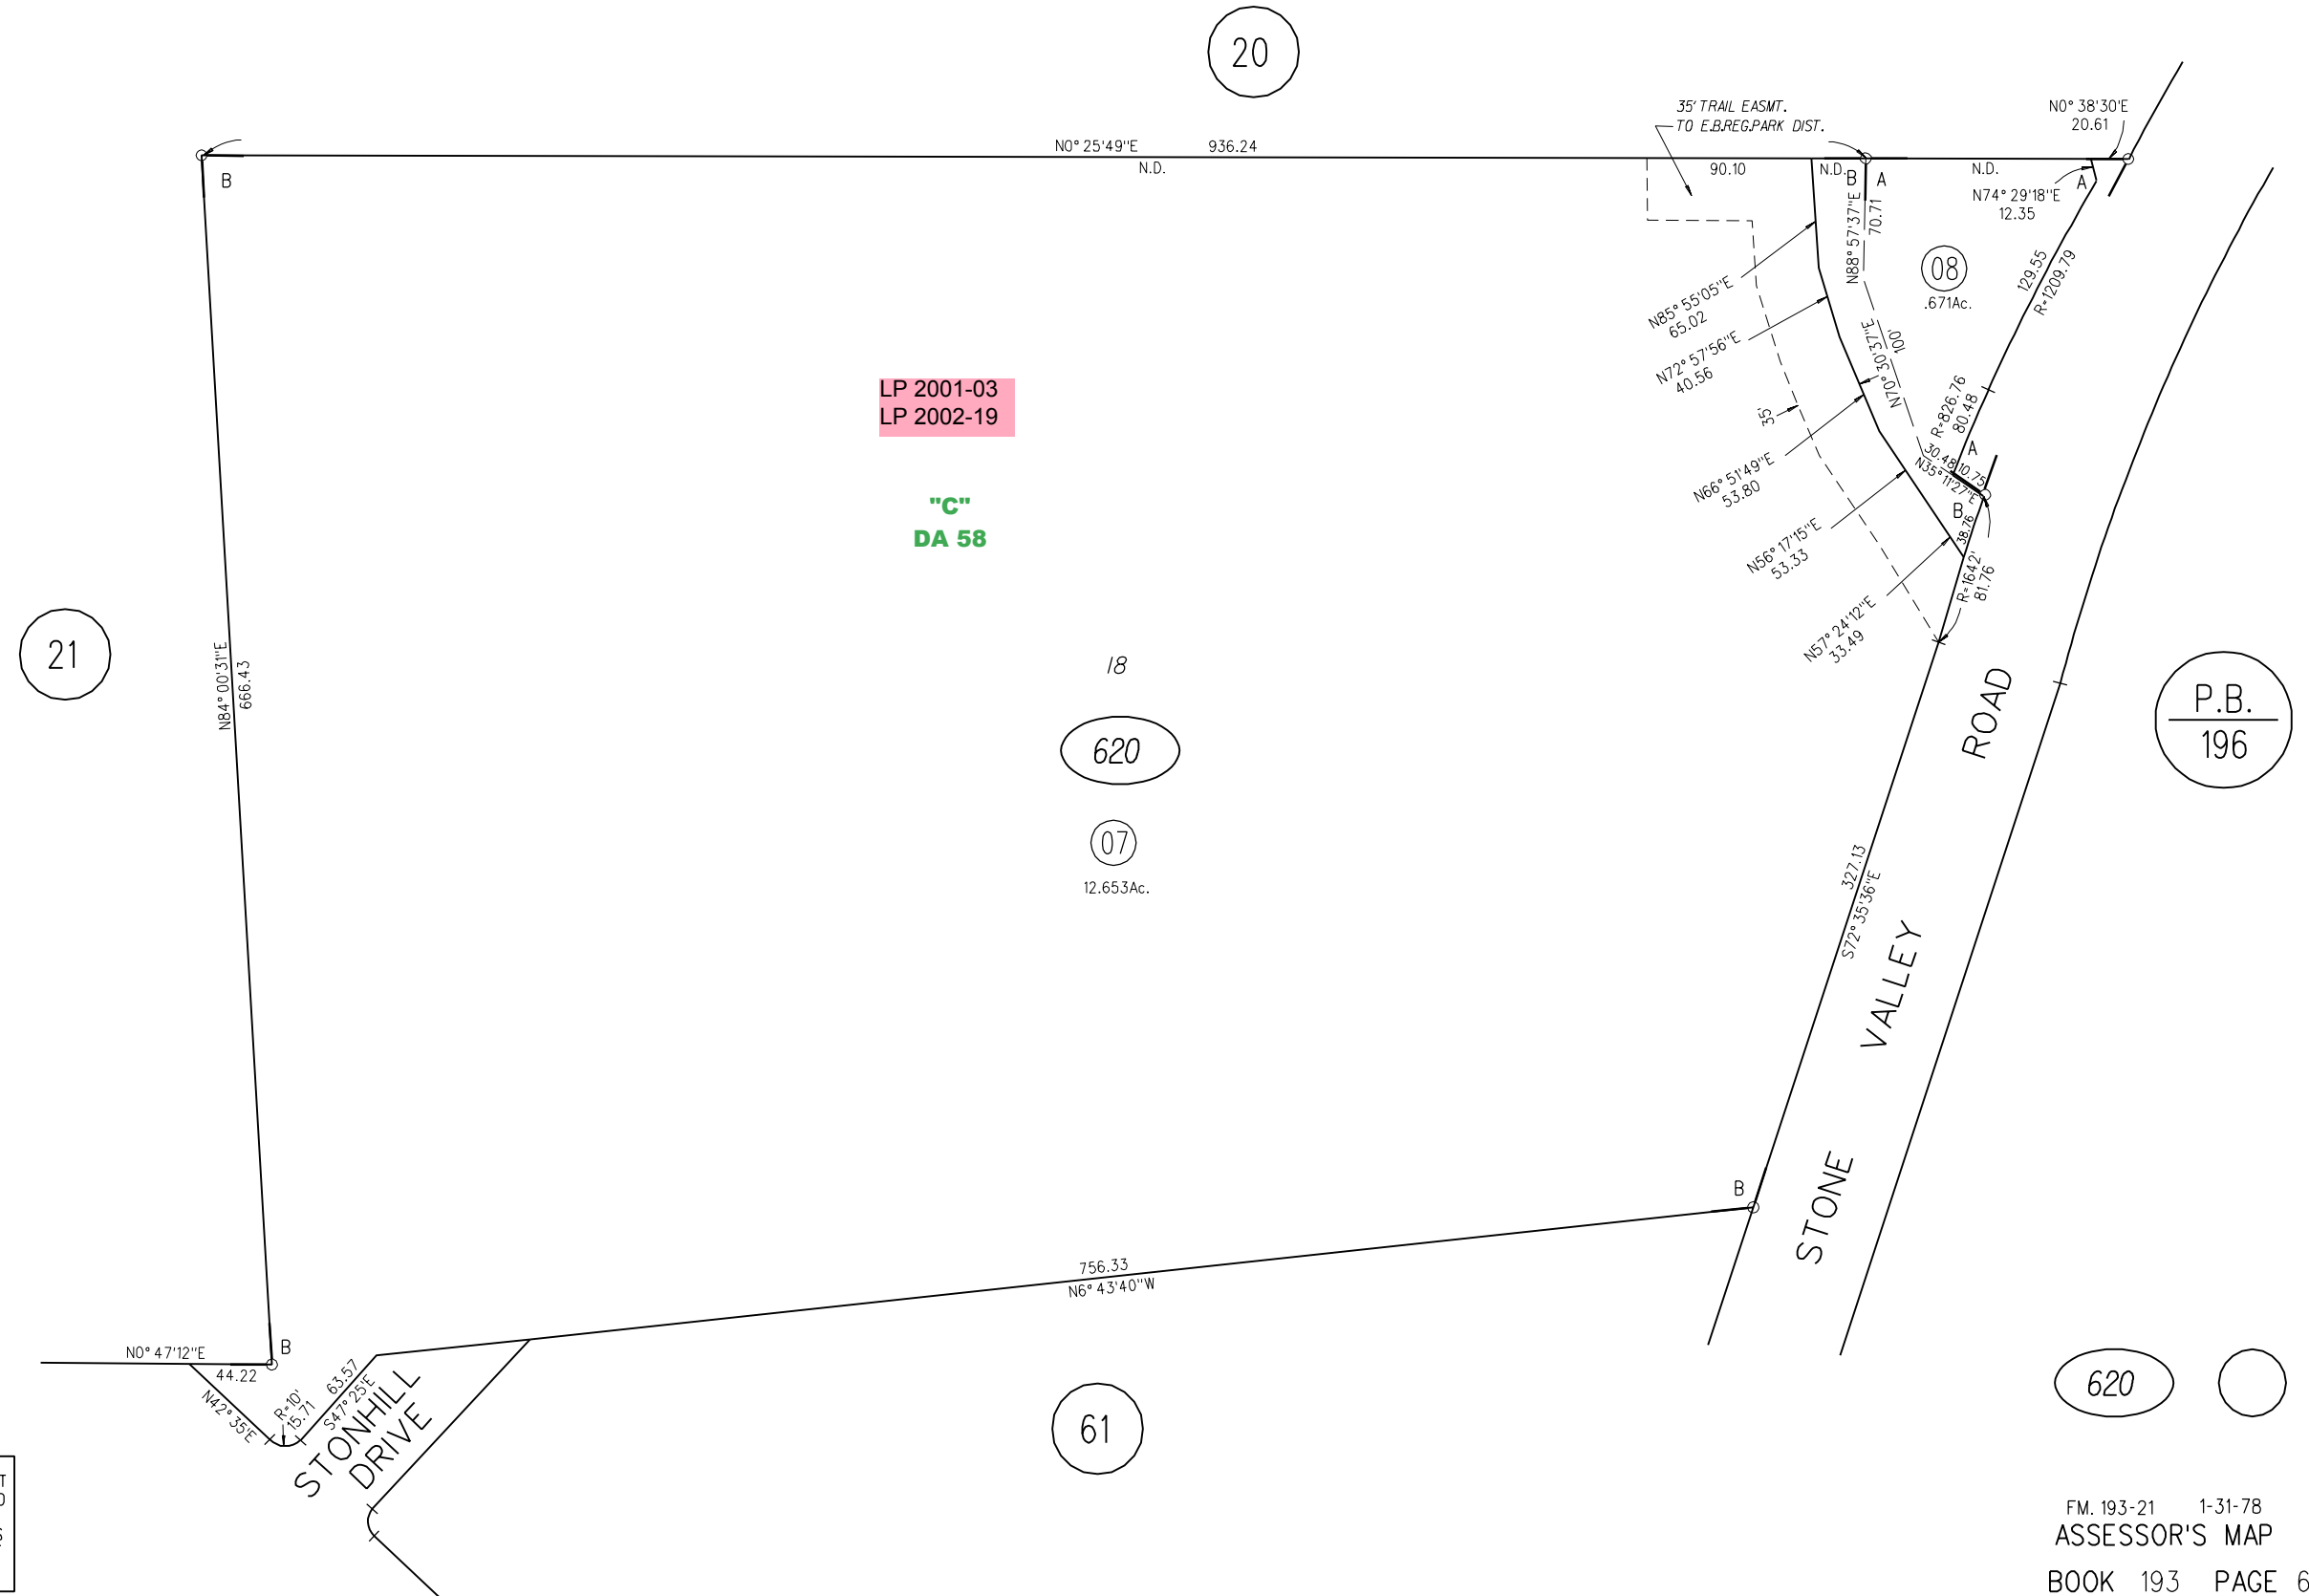 20
35' TRAIL EASMT.
TO E.B.REG.PARK DIST.
N0° 38'30"E
20.61
N0° 25'49"E 936.24
N.D.
90.10
N.D.
N.D.
B
B
A
A
N74° 29'18"E
12.35
N88° 57'37"E
70.71
08
.671Ac.
129.55
R=1209.79
N85° 55'05"E
65.02
N72° 57'56"E
40.56
N70° 30'37"E
100'
35'
R=826.76
80.48
LP 2001-03
LP 2002-19
N66° 51'49"E
53.80
A
30.48
10.75
N35° 11'27"E
B
"C"
DA 58
38.76
N56° 17'15"E
53.33
R=1642'
81.76
N57° 24'12"E
33.49
21
N84° 00'31"E
666.43
18
620
07
12.653Ac.
P.B.
196
327.13
S72° 35'36"E
STONE VALLEY ROAD
B
756.33
N6° 43'40"W
N0° 47'12"E
B
44.22
N42° 35'E
R=10'
15.71
63.57
S47° 25'E
STONHILL
DRIVE
61
620
FM. 193-21 1-31-78
ASSESSOR'S MAP
BOOK 193 PAGE 6